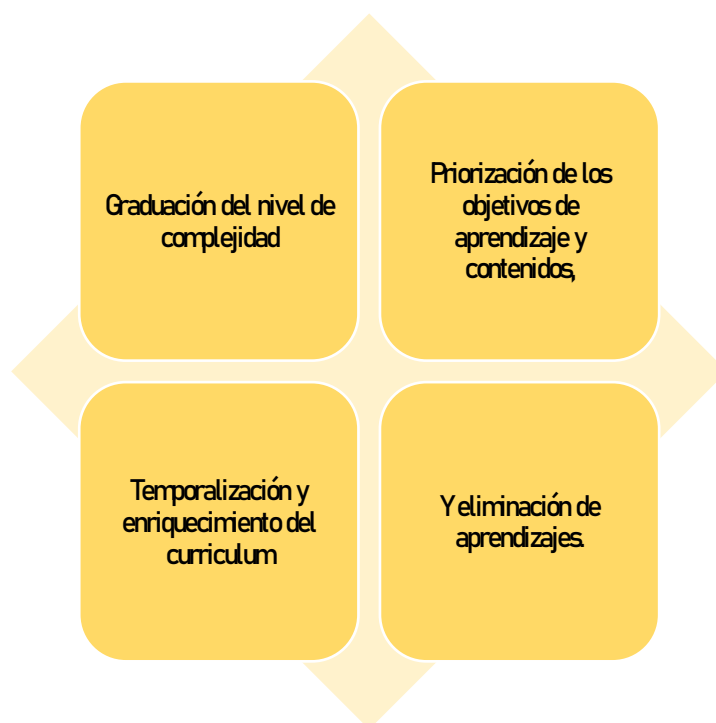 Graduación del nivel de
complejidad
Priorización de los
objetivos de
aprendizaje y
contenidos,
Temporalización y
enriquecimiento del
curriculum
Y eliminación de
aprendizajes.